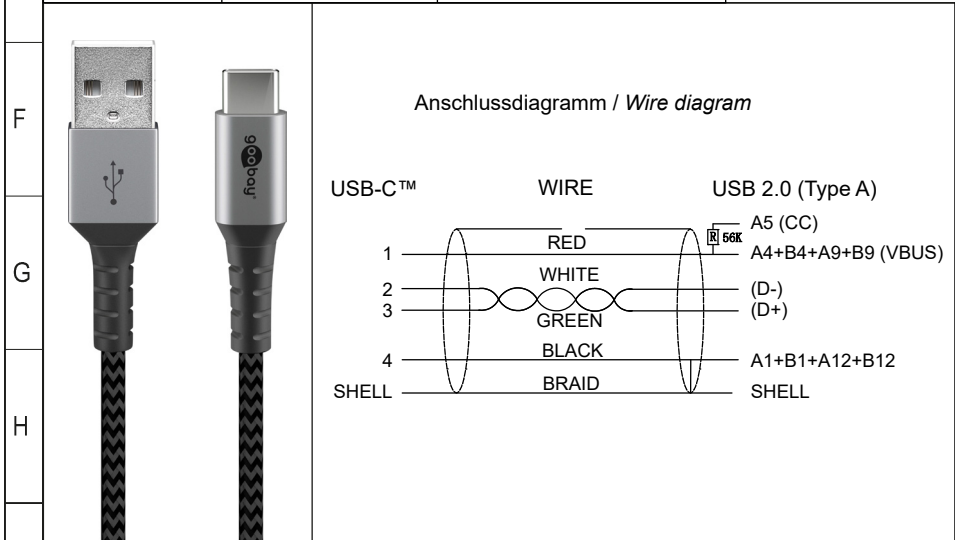 F
G
H
goobay
Anschlussdiagramm / Wire diagram
USB-C™ WIRE USB 2.0 (Type A)
A5 (CC)
R 56K
1 RED A4+B4+A9+B9 (VBUS)
2 WHITE (D-)
3 GREEN (D+)
4 BLACK A1+B1+A12+B12
SHELL BRAID SHELL